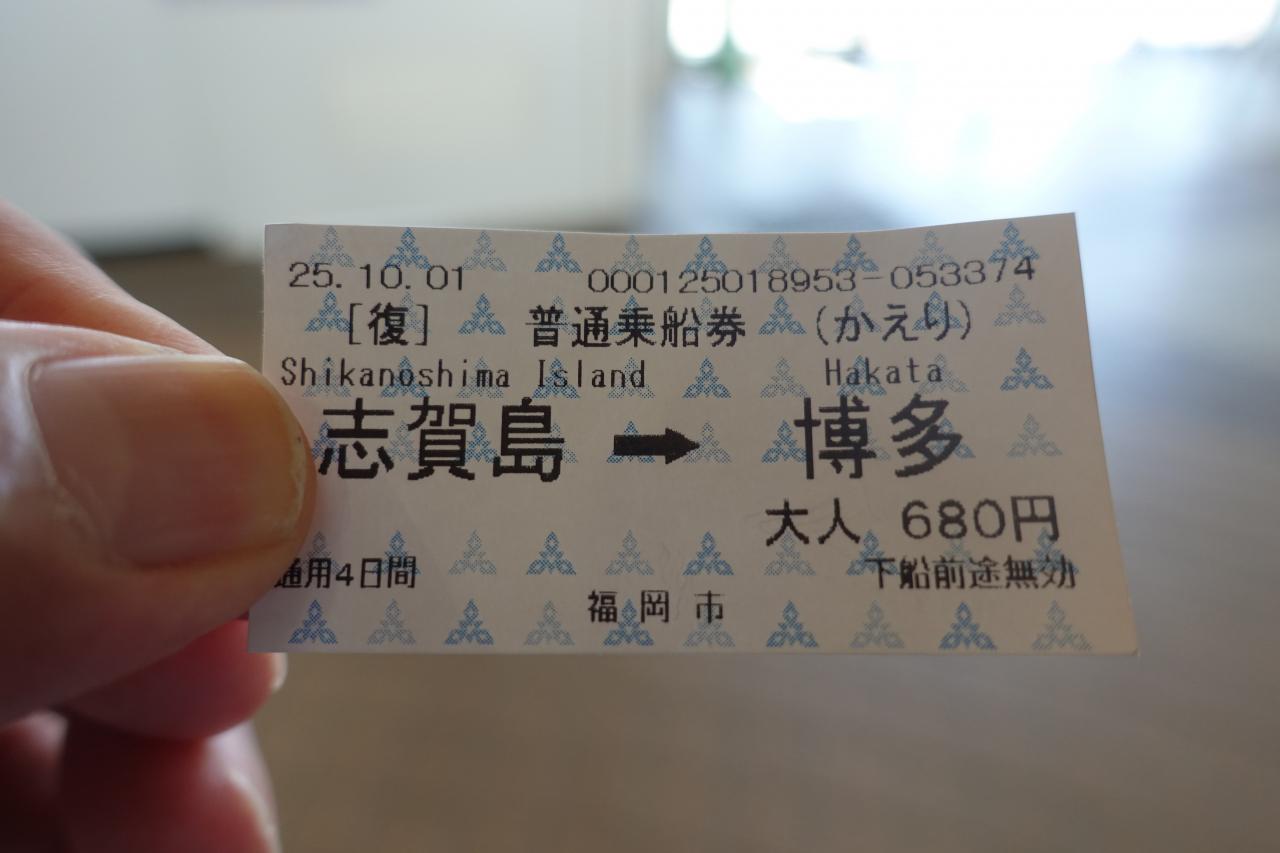 25.10.01 000125018953-053374
[復] 普通乗船券 (かえり)
Shikanoshima Island Hakata
志賀島 ➡ 博多
大人 680円
通用4日間 下船前途無効
福岡市